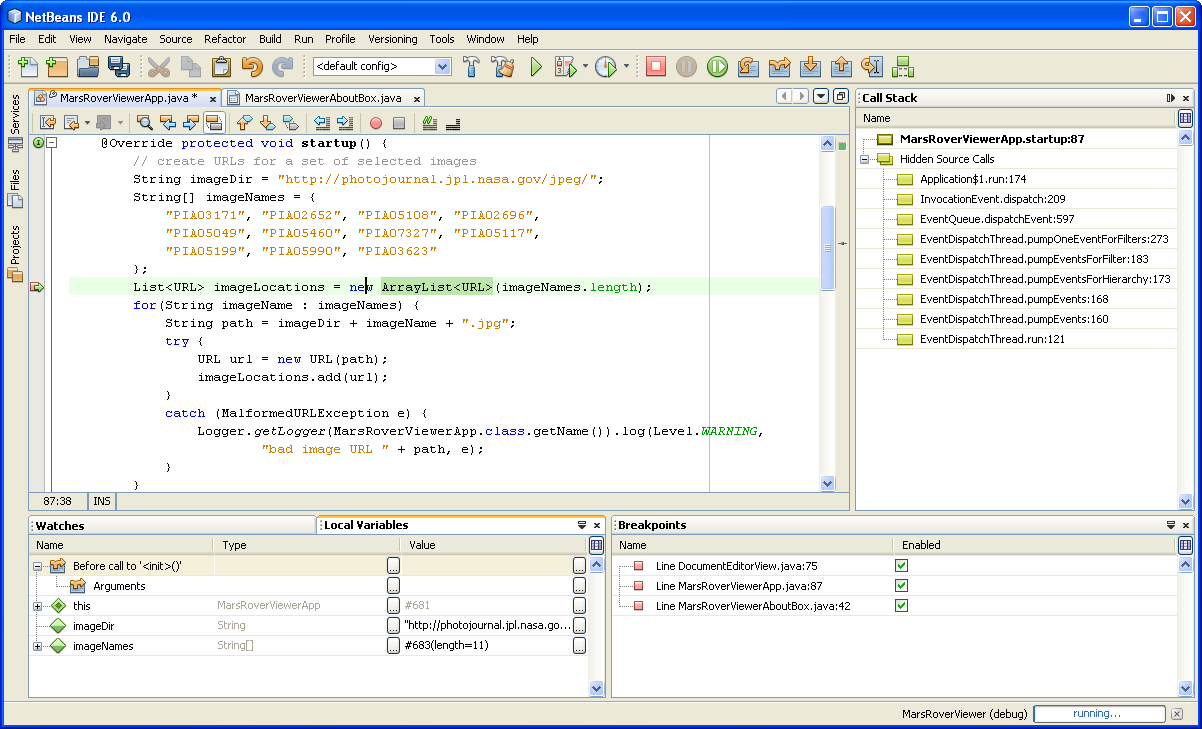 NetBeans IDE 6.0
File Edit View Navigate Source Refactor Build Run Profile Versioning Tools Window Help
<default config>
Services
Files
Projects
MarsRoverViewerApp.java *
MarsRoverViewerAboutBox.java
@Override protected void startup() {
// create URLs for a set of selected images
String imageDir = "http://photojournal.jpl.nasa.gov/jpeg/";
String[] imageNames = {
"PIA03171", "PIA02652", "PIA05108", "PIA02696",
"PIA05049", "PIA05460", "PIA07327", "PIA05117",
"PIA05199", "PIA05990", "PIA03623"
};
List<URL> imageLocations = new ArrayList<URL>(imageNames.length);
for(String imageName : imageNames) {
String path = imageDir + imageName + ".jpg";
try {
URL url = new URL(path);
imageLocations.add(url);
}
catch (MalformedURLException e) {
Logger.getLogger(MarsRoverViewerApp.class.getName()).log(Level.WARNING,
"bad image URL " + path, e);
}
}
87:38 INS
Call Stack
Name
MarsRoverViewerApp.startup:87
Hidden Source Calls
Application$1.run:174
InvocationEvent.dispatch:209
EventQueue.dispatchEvent:597
EventDispatchThread.pumpOneEventForFilters:273
EventDispatchThread.pumpEventsForFilter:183
EventDispatchThread.pumpEventsForHierarchy:173
EventDispatchThread.pumpEvents:168
EventDispatchThread.pumpEvents:160
EventDispatchThread.run:121
Watches
Local Variables
Name Type Value
Before call to '<init>()' ... ...
Arguments ... ...
this MarsRoverViewerApp ... #681 ...
imageDir String ... "http://photojournal.jpl.nasa.go... ...
imageNames String[] ... #683(length=11) ...
Breakpoints
Name Enabled
Line DocumentEditorView.java:75
Line MarsRoverViewerApp.java:87
Line MarsRoverViewerAboutBox.java:42
MarsRoverViewer (debug) running...